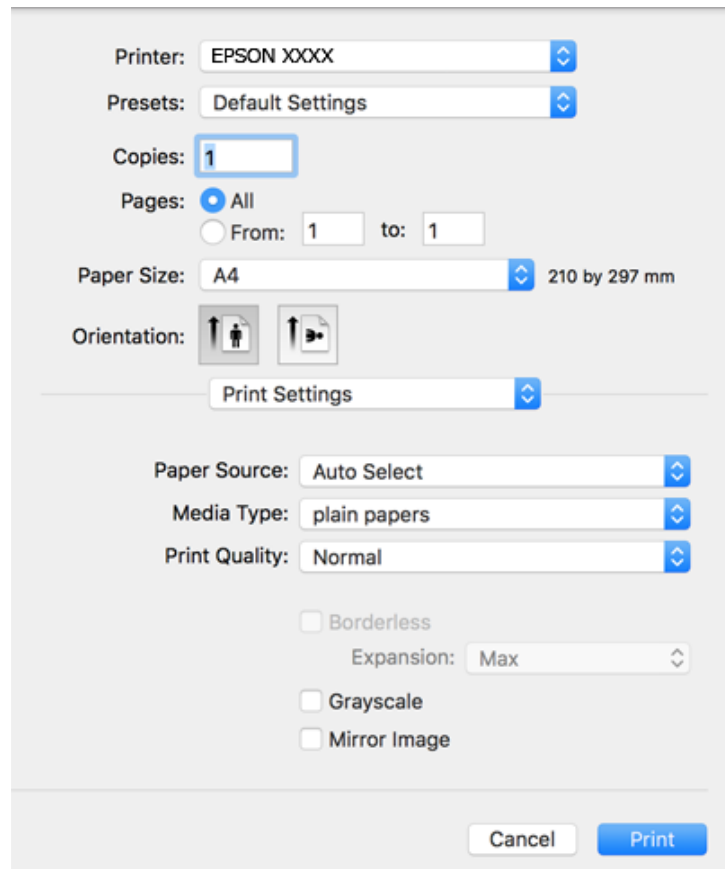 Printer: EPSON XXXX
Presets: Default Settings
Copies: 1
Pages: All
From: 1 to: 1
Paper Size: A4 210 by 297 mm
Orientation:
Print Settings
Paper Source: Auto Select
Media Type: plain papers
Print Quality: Normal
Borderless
Expansion: Max
Grayscale
Mirror Image
Cancel Print